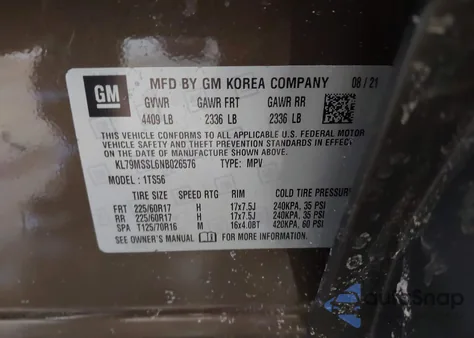 GM
MFD BY GM KOREA COMPANY 08/21
GVWR GAWR FRT GAWR RR
4409 LB 2336 LB 2336 LB
THIS VEHICLE CONFORMS TO ALL APPLICABLE U.S. FEDERAL MOTOR
VEHICLE SAFETY AND THEFT PREVENTION STANDARDS IN EFFECT ON THE
DATE OF MANUFACTURE SHOWN ABOVE.
KL79MSSL6NB026576 TYPE: MPV
MODEL: 1TS56
TIRE SIZE SPEED RTG RIM COLD TIRE PRESSURE
FRT 225/60R17 H 17x7.5J 240KPA, 35 PSI
RR 225/60R17 H 17x7.5J 240KPA, 35 PSI
SPA T125/70R16 M 16x4.0BT 420KPA, 60 PSI
SEE OWNER'S MANUAL FOR MORE INFORMATION.
AutoSnap